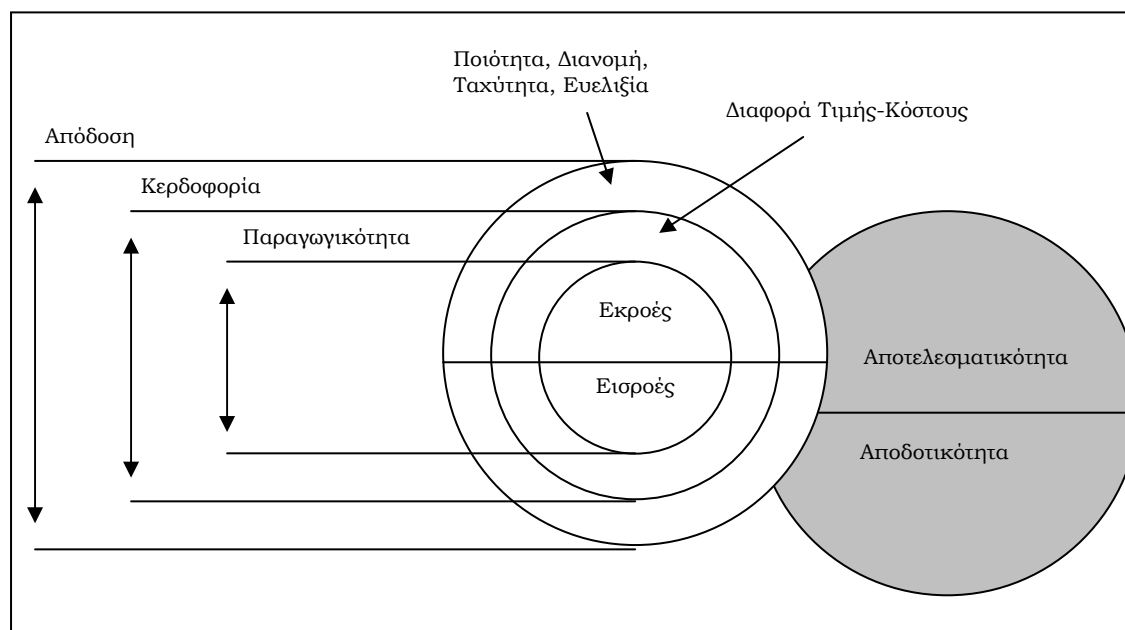 Ποιότητα, Διανομή,
Ταχύτητα, Ευελιξία
Διαφορά Τιμής-Κόστους
Απόδοση
Κερδοφορία
Παραγωγικότητα
Εκροές
Εισροές
Αποτελεσματικότητα
Αποδοτικότητα